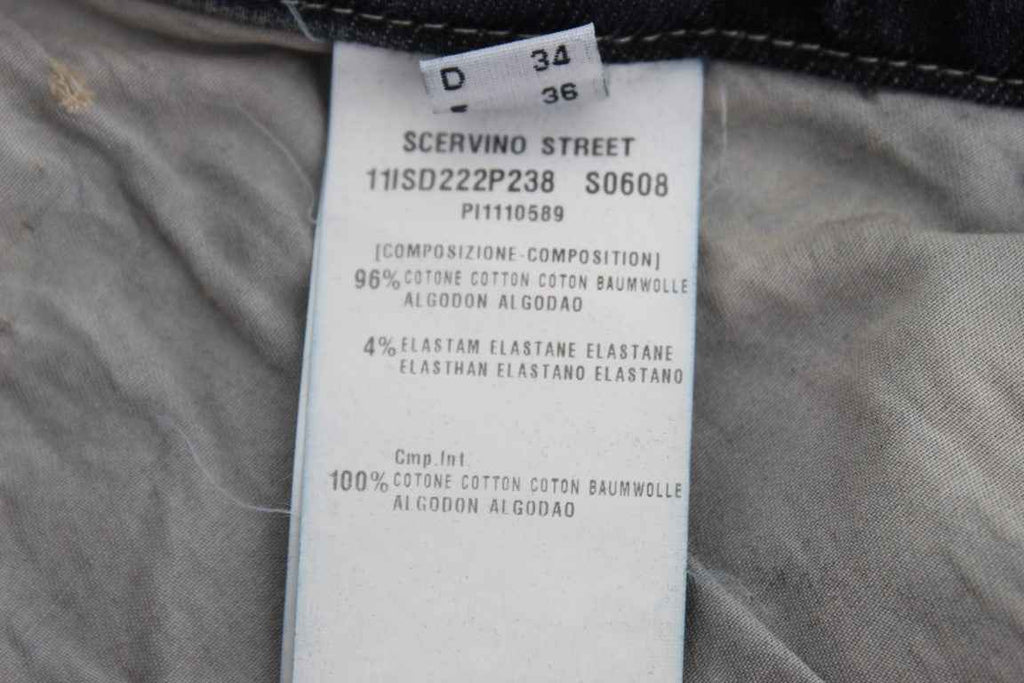 D 34
36
SCERVINO STREET
11ISD222P238 S0608
PI1110589
[COMPOSIZIONE-COMPOSITION]
96% COTONE COTTON COTON BAUMWOLLE
ALGODON ALGODAO
4% ELASTAM ELASTANE ELASTANE
ELASTHAN ELASTANO ELASTANO
Cmp.Int.
100% COTONE COTTON COTON BAUMWOLLE
ALGODON ALGODAO